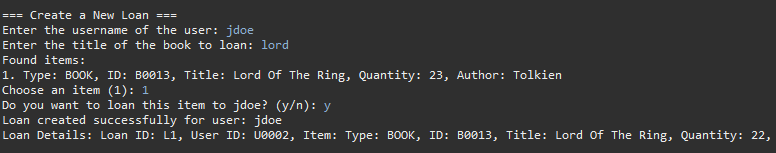 === Create a New Loan ===
Enter the username of the user: jdoe
Enter the title of the book to loan: lord
Found items:
1. Type: BOOK, ID: B0013, Title: Lord Of The Ring, Quantity: 23, Author: Tolkien
Choose an item (1): 1
Do you want to loan this item to jdoe? (y/n): y
Loan created successfully for user: jdoe
Loan Details: Loan ID: L1, User ID: U0002, Item: Type: BOOK, ID: B0013, Title: Lord Of The Ring, Quantity: 22,